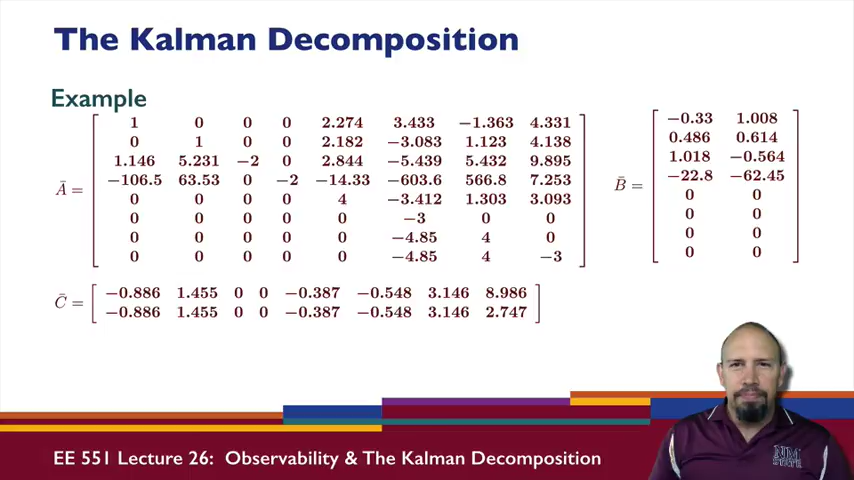 The Kalman Decomposition
Example
Ā =
1 0 0 0 2.274 3.433 −1.363 4.331
0 1 0 0 2.182 −3.083 1.123 4.138
1.146 5.231 −2 0 2.844 −5.439 5.432 9.895
−106.5 63.53 0 −2 −14.33 −603.6 566.8 7.253
0 0 0 0 4 −3.412 1.303 3.093
0 0 0 0 0 −3 0 0
0 0 0 0 0 −4.85 4 0
0 0 0 0 0 −4.85 4 −3
B̄ =
−0.33 1.008
0.486 0.614
1.018 −0.564
−22.8 −62.45
0 0
0 0
0 0
0 0
C̄ =
−0.886 1.455 0 0 −0.387 −0.548 3.146 8.986
−0.886 1.455 0 0 −0.387 −0.548 3.146 2.747
NM
STATE
EE 551 Lecture 26: Observability & The Kalman Decomposition